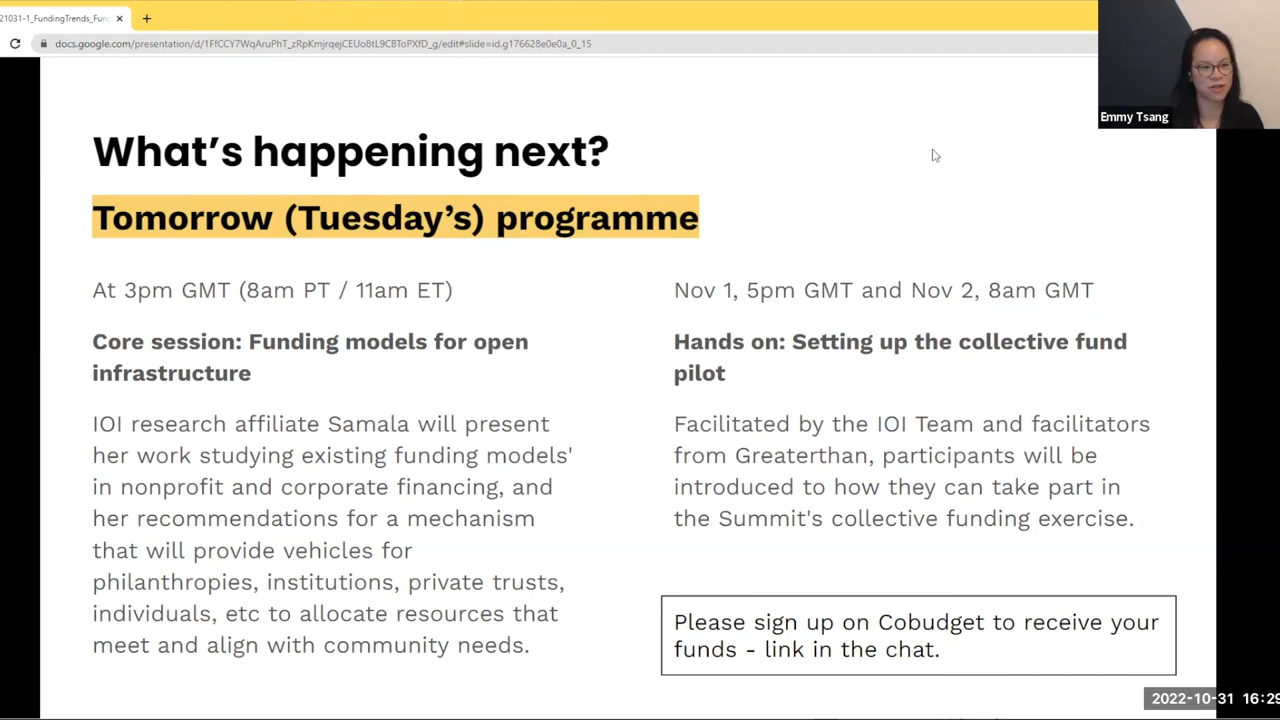 21031-1_FundingTrends_Fun
docs.google.com/presentation/d/1FfCCY7WqAruPhT_zRpKmjrqejCEUo8tL9CBToPXfD_g/edit#slide=id.g176628e0e0a_0_15
Emmy Tsang
What's happening next?
Tomorrow (Tuesday's) programme
At 3pm GMT (8am PT / 11am ET)
Core session: Funding models for open
infrastructure
IOI research affiliate Samala will present
her work studying existing funding models'
in nonprofit and corporate financing, and
her recommendations for a mechanism
that will provide vehicles for
philanthropies, institutions, private trusts,
individuals, etc to allocate resources that
meet and align with community needs.
Nov 1, 5pm GMT and Nov 2, 8am GMT
Hands on: Setting up the collective fund
pilot
Facilitated by the IOI Team and facilitators
from Greaterthan, participants will be
introduced to how they can take part in
the Summit's collective funding exercise.
Please sign up on Cobudget to receive your
funds - link in the chat.
2022-10-31 16:29